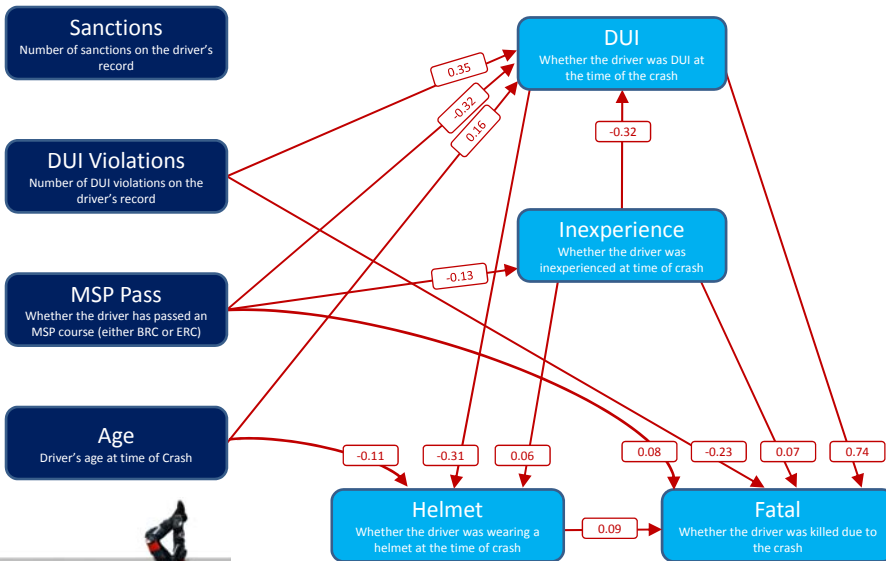 Sanctions
Number of sanctions on the driver's
record
DUI
Whether the driver was DUI at
the time of the crash
0.35
-0.32
0.16
-0.32
DUI Violations
Number of DUI violations on the
driver's record
Inexperience
Whether the driver was
inexperienced at time of crash
-0.13
MSP Pass
Whether the driver has passed an
MSP course (either BRC or ERC)
Age
Driver's age at time of Crash
-0.11
-0.31
0.06
0.08
-0.23
0.07
0.74
Helmet
Whether the driver was wearing a
helmet at the time of crash
0.09
Fatal
Whether the driver was killed due to
the crash